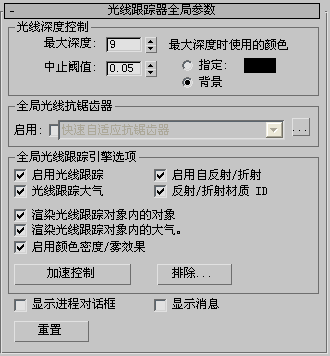 - 光线跟踪器全局参数
光线深度控制
最大深度: 9 最大深度时使用的颜色
中止阈值: 0.05 指定:
背景
全局光线抗锯齿器
启用: 快速自适应抗锯齿器 ...
全局光线跟踪引擎选项
启用光线跟踪 启用自反射/折射
光线跟踪大气 反射/折射材质 ID
渲染光线跟踪对象内的对象
渲染光线跟踪对象内的大气。
启用颜色密度/雾效果
加速控制 排除...
显示进程对话框 显示消息
重置